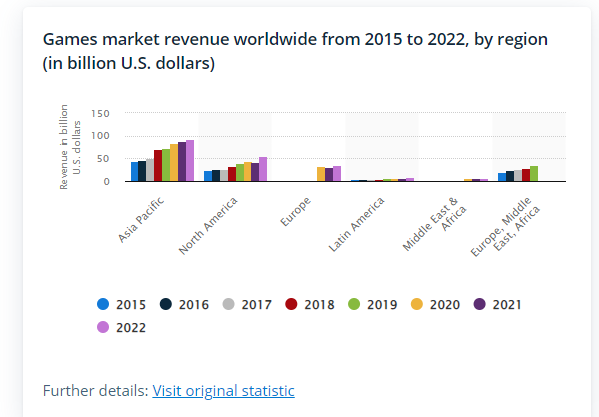 Games market revenue worldwide from 2015 to 2022, by region
(in billion U.S. dollars)
Revenue in billion
U.S. dollars
150
100
50
0
Asia Pacific
North America
Europe
Latin America
Middle East &
Africa
Europe, Middle
East, Africa
2015 2016 2017 2018 2019 2020 2021
2022
Further details: Visit original statistic